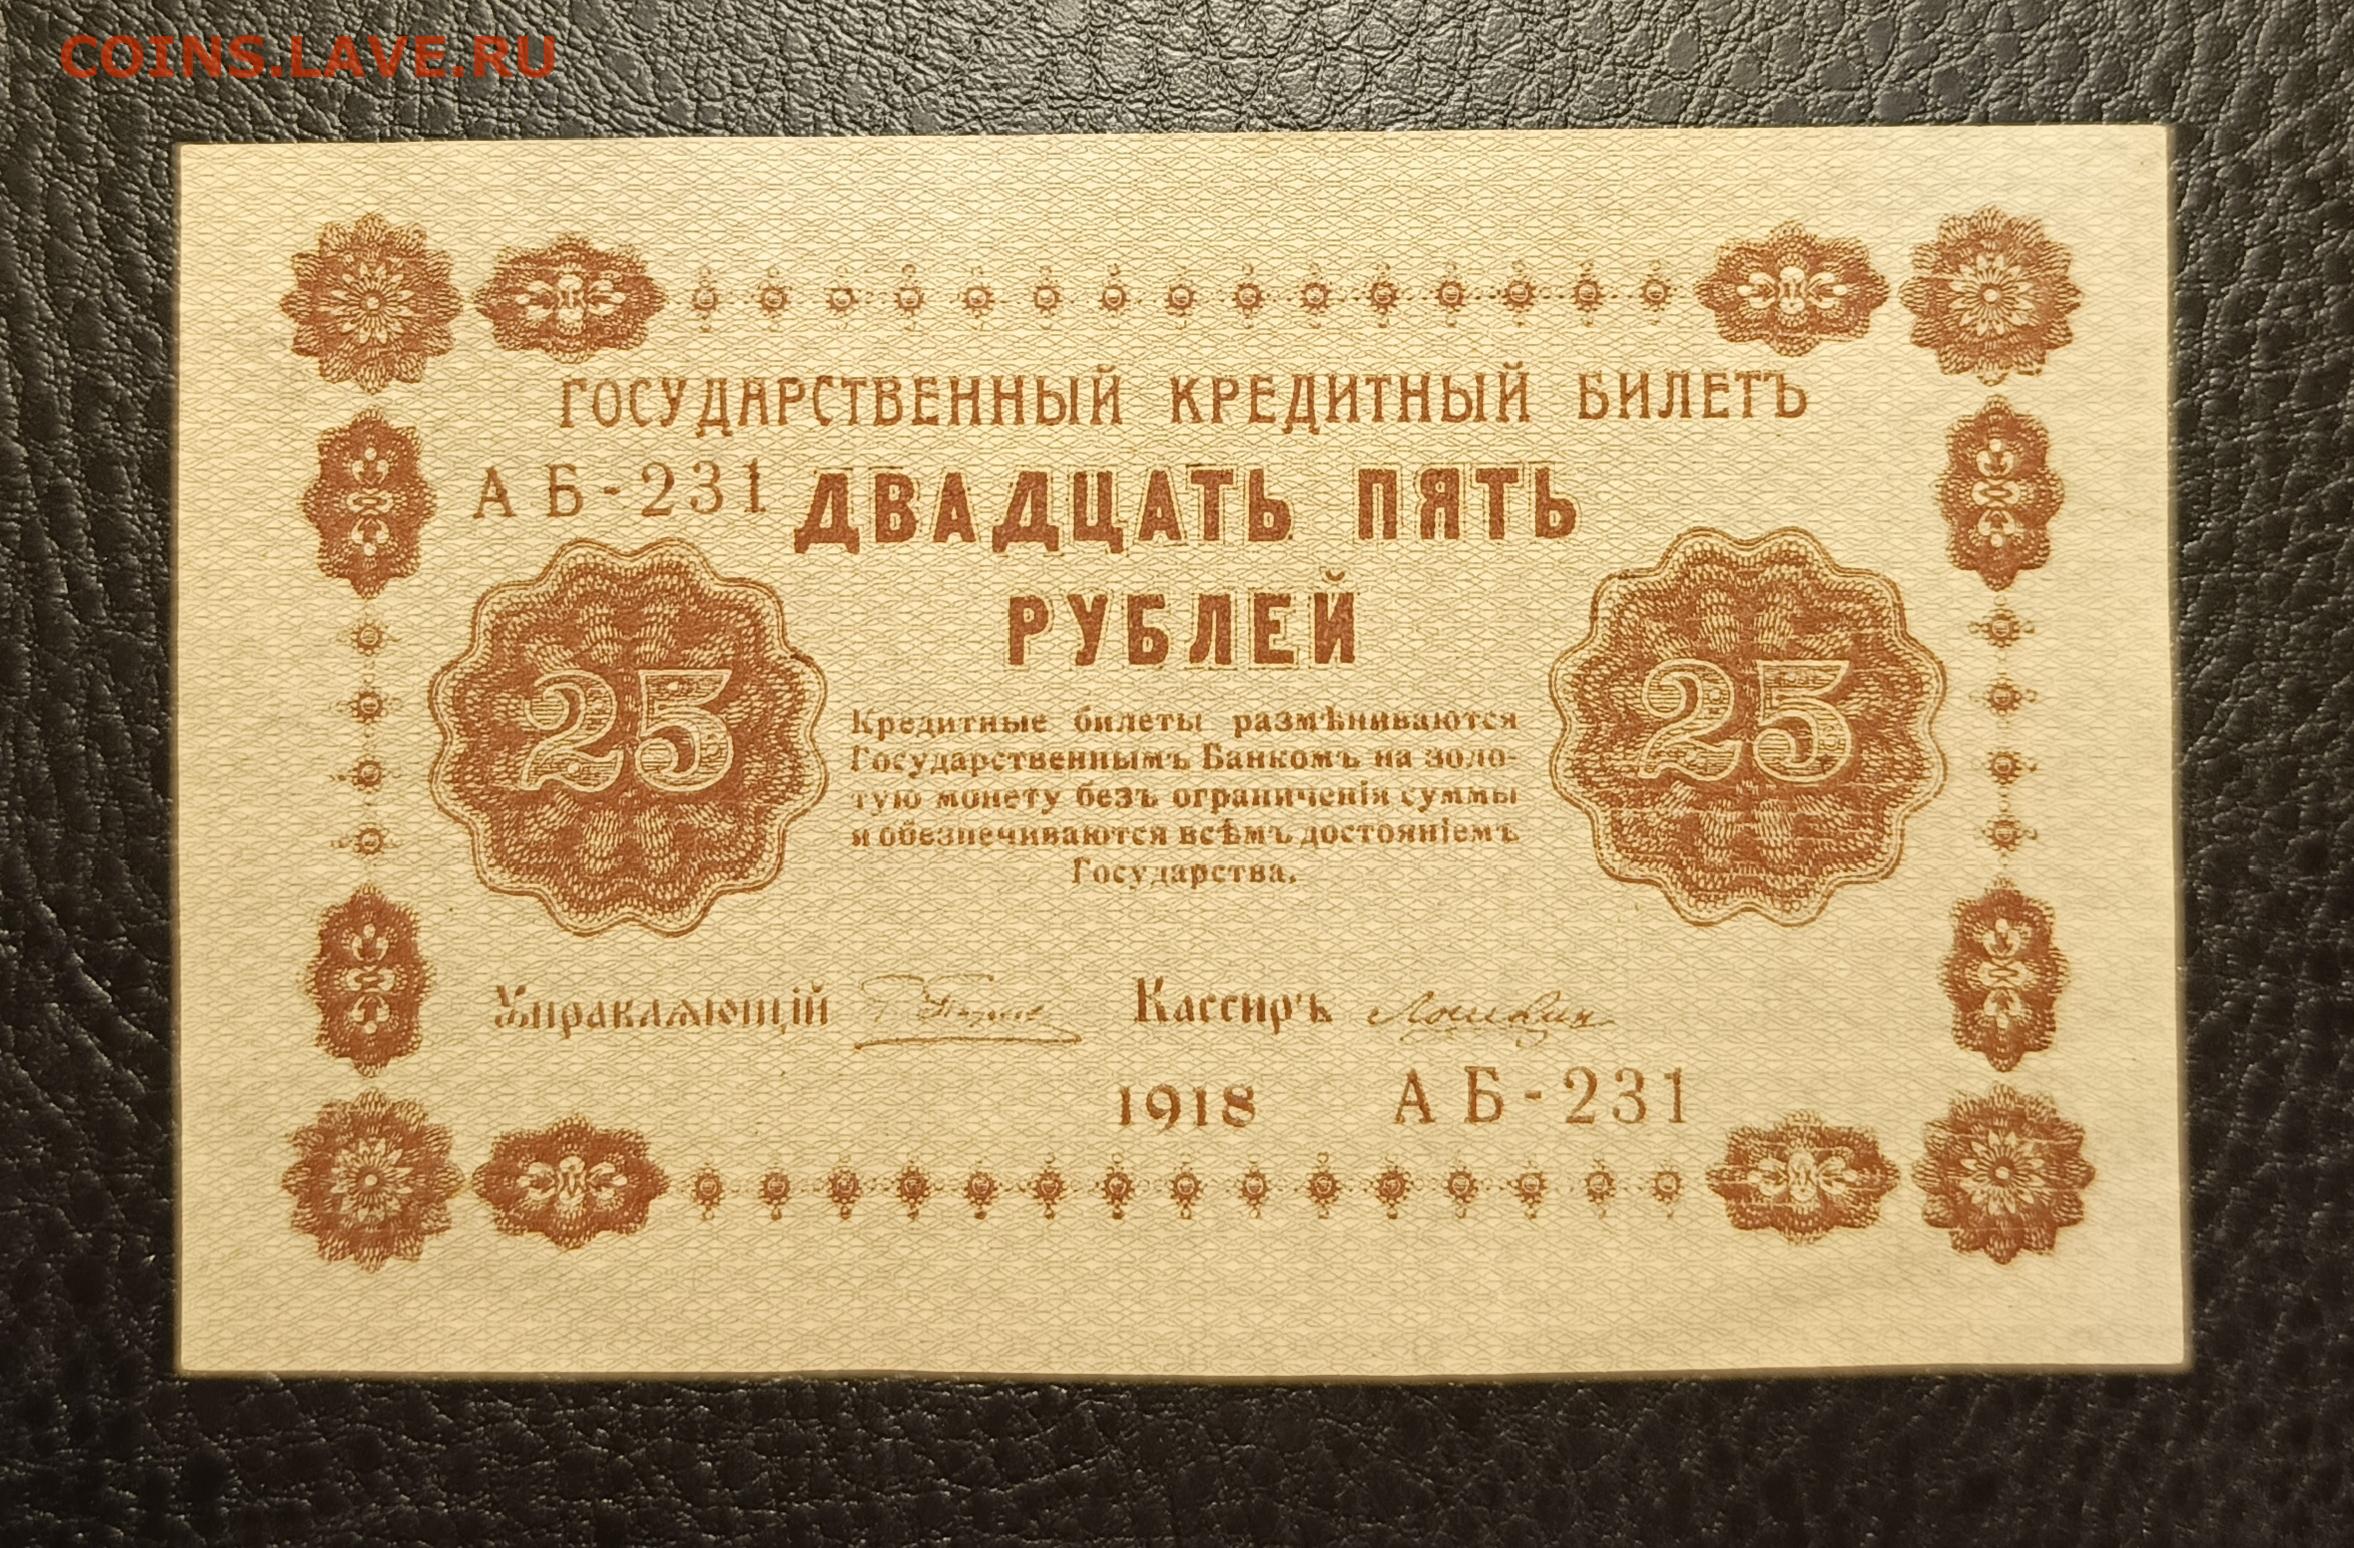 COINS.LAVE.RU
ГОСУДАРСТВЕННЫЙ КРЕДИТНЫЙ БИЛЕТЪ
АБ-231 ДВАДЦАТЬ ПЯТЬ
РУБЛЕЙ
25 25
Кредитные билеты размѣниваются
Государственнымъ Банкомъ на золо-
тую монету безъ ограниченія суммы
и обезпечиваются всѣмъ достояніемъ
Государства.
Управляющій Кассиръ
1918 АБ-231